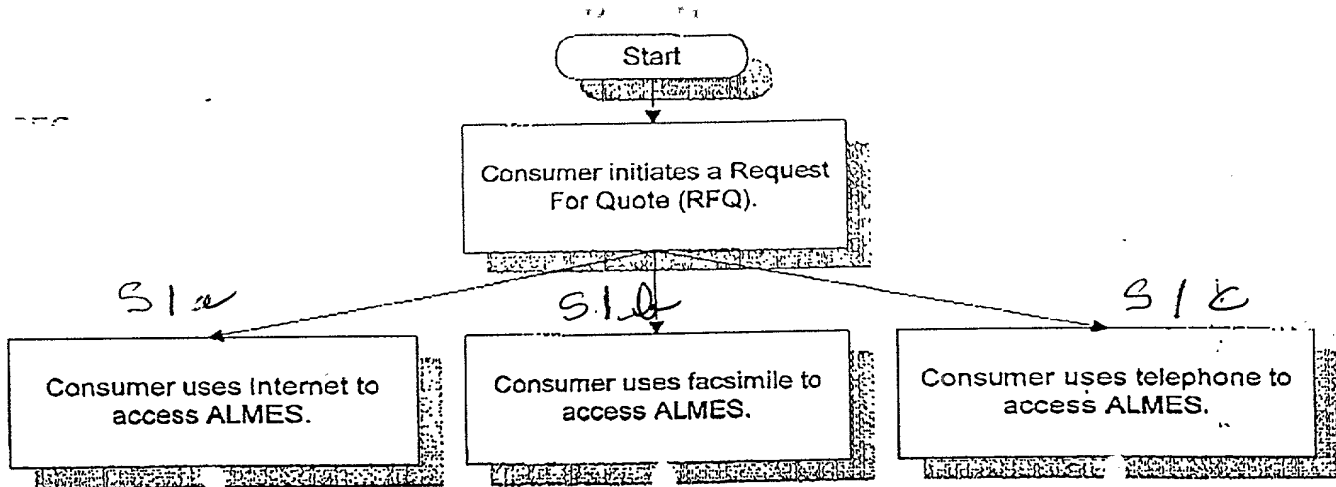 Start
Consumer initiates a Request
For Quote (RFQ).
S1a
S1b
S1c
Consumer uses Internet to
access ALMES.
Consumer uses facsimile to
access ALMES.
Consumer uses telephone to
access ALMES.